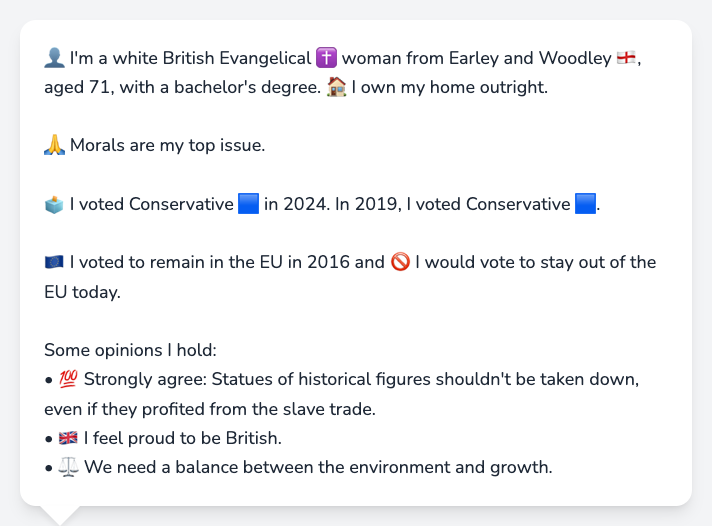 👤 I'm a white British Evangelical ✝️ woman from Earley and Woodley 🏴󠁧󠁢󠁥󠁮󠁧󠁿,
aged 71, with a bachelor's degree. 🏠 I own my home outright.
🙏 Morals are my top issue.
🗳️ I voted Conservative 🟦 in 2024. In 2019, I voted Conservative 🟦.
🇪🇺 I voted to remain in the EU in 2016 and 🚫 I would vote to stay out of the
EU today.
Some opinions I hold:
• 💯 Strongly agree: Statues of historical figures shouldn't be taken down,
even if they profited from the slave trade.
• 🇬🇧 I feel proud to be British.
• ⚖️ We need a balance between the environment and growth.